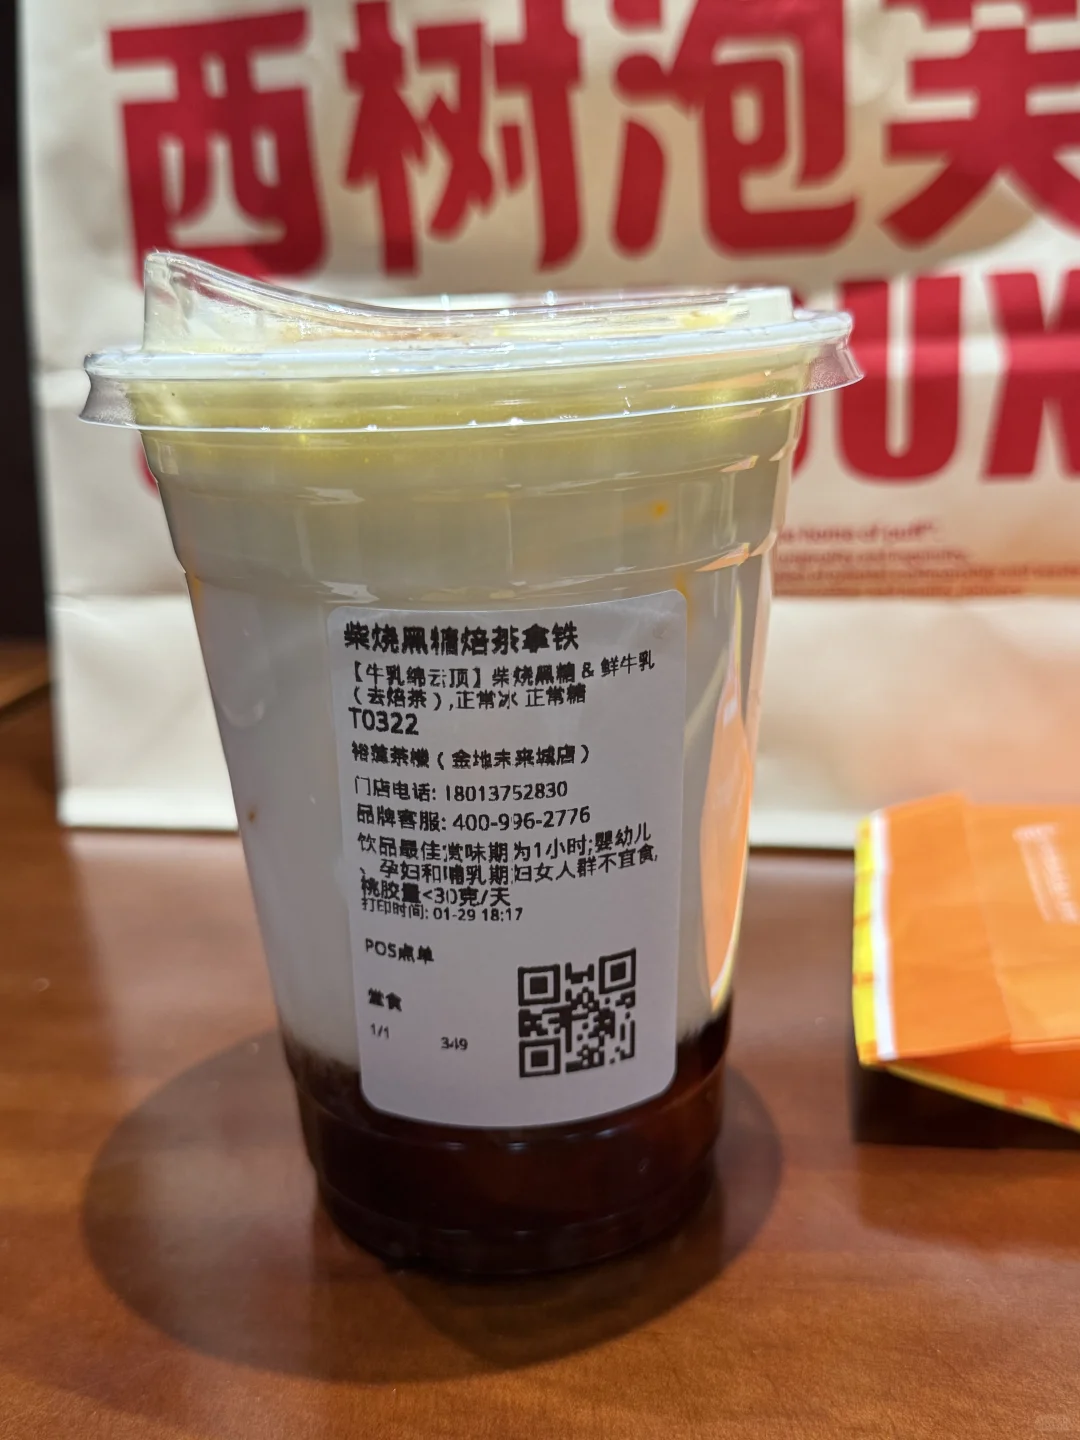 西树泡芙
UX
e home of puff".
柴烧黑糖焙茶拿铁
【牛乳绵云顶】柴烧黑糖 & 鲜牛乳
（去焙茶）,正常冰 正常糖
T0322
裕莲茶楼（金地未来城店）
门店电话: 18013752830
品牌客服: 400-996-2776
饮品最佳赏味期为1小时;婴幼儿
、孕妇和哺乳期妇女人群不宜食,
桃胶量<30克/天
打印时间: 01-29 18:17
POS点单
堂食
1/1 349